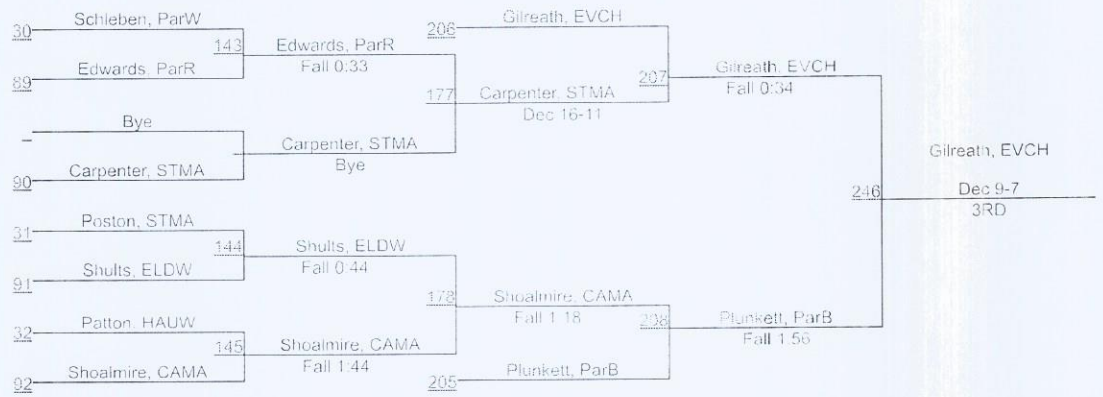 Schieben, ParW
30
143
Edwards, ParR
89
Edwards, ParR
Fall 0:33
Bye
Carpenter, STMA
90
Carpenter, STMA
Bye
177
Gilreath, EVCH
206
Carpenter, STMA
Dec 16-11
207
Gilreath, EVCH
Fall 0:34
Poston, STMA
31
144
Shults, ELDW
91
Shults, ELDW
Fall 0:44
Patton, HAUW
32
145
Shoalmire, CAMA
92
Shoalmire, CAMA
Fall 1:44
178
Shoalmire, CAMA
Fall 1:18
208
Plunkett, ParB
205
Plunkett, ParB
Fall 1:56
246
Gilreath, EVCH
Dec 9-7
3RD